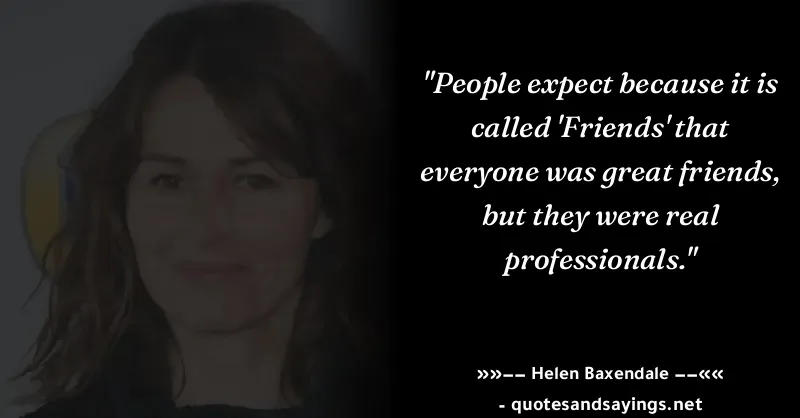 "People expect because it is
called 'Friends' that
everyone was great friends,
but they were real
professionals."
»»−− Helen Baxendale −−««
- quotesandsayings.net